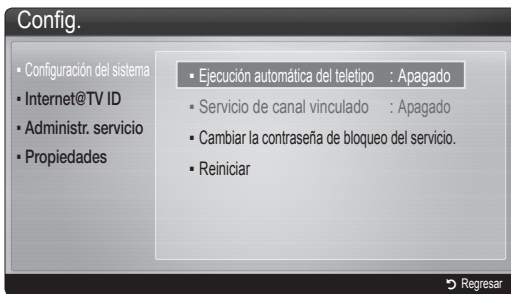 Config.
▪ Configuración del sistema
▪ Internet@TV ID
▪ Administr. servicio
▪ Propiedades
▪ Ejecución automática del teletipo : Apagado
▪ Servicio de canal vinculado : Apagado
▪ Cambiar la contraseña de bloqueo del servicio.
▪ Reiniciar
Regresar